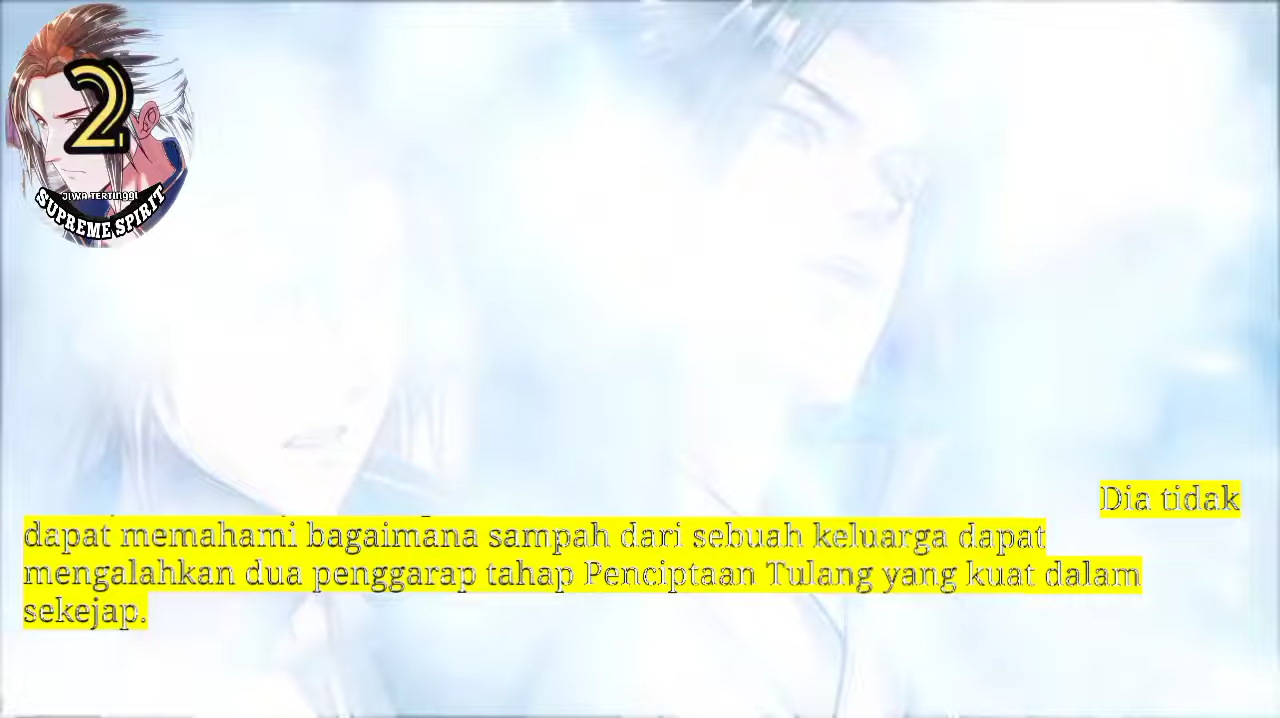 2
JIWA TERTINGGI
SUPREME SPIRIT
Dia tidak
dapat memahami bagaimana sampah dari sebuah keluarga dapat
mengalahkan dua penggarap tahap Penciptaan Tulang yang kuat dalam
sekejap.